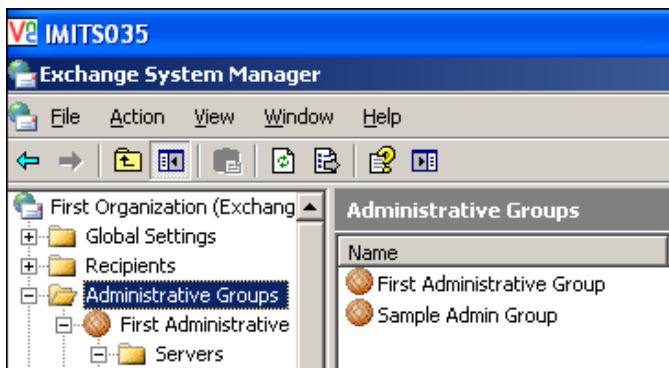 V2 IMITS035
Exchange System Manager
File Action View Window Help
First Organization (Exchang
Global Settings
Recipients
Administrative Groups
First Administrative
Servers
Administrative Groups
Name
First Administrative Group
Sample Admin Group